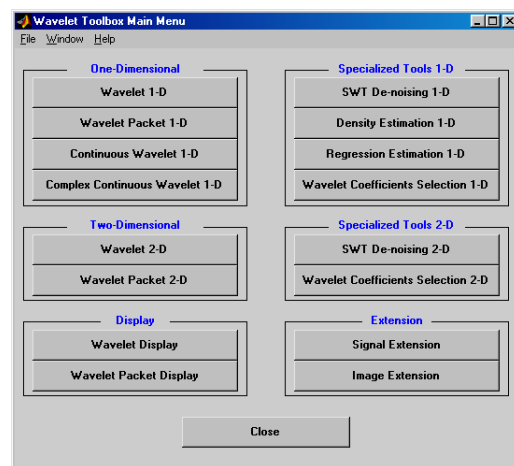 Wavelet Toolbox Main Menu
File Window Help
One-Dimensional
Wavelet 1-D
Wavelet Packet 1-D
Continuous Wavelet 1-D
Complex Continuous Wavelet 1-D
Specialized Tools 1-D
SWT De-noising 1-D
Density Estimation 1-D
Regression Estimation 1-D
Wavelet Coefficients Selection 1-D
Two-Dimensional
Wavelet 2-D
Wavelet Packet 2-D
Specialized Tools 2-D
SWT De-noising 2-D
Wavelet Coefficients Selection 2-D
Display
Wavelet Display
Wavelet Packet Display
Extension
Signal Extension
Image Extension
Close